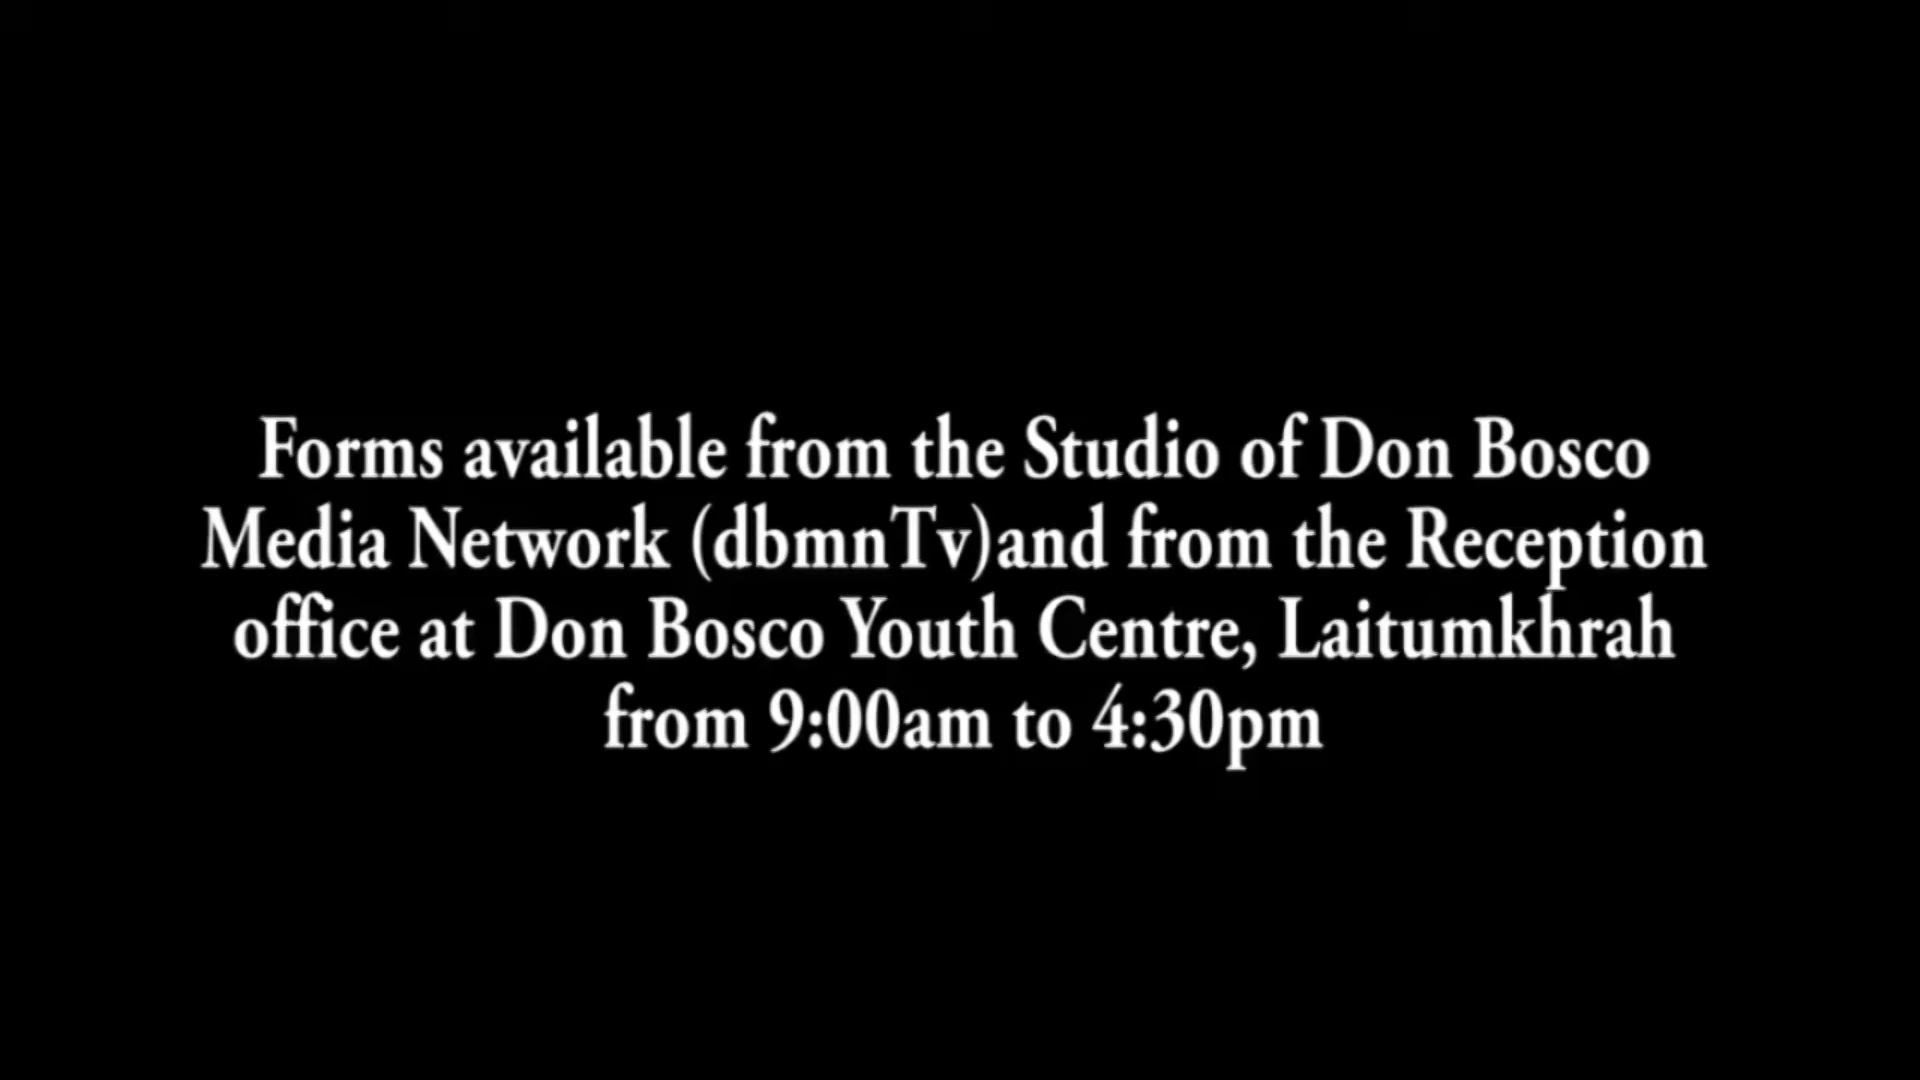 Forms available from the Studio of Don Bosco
Media Network (dbmnTv)and from the Reception
office at Don Bosco Youth Centre, Laitumkhrah
from 9:00am to 4:30pm